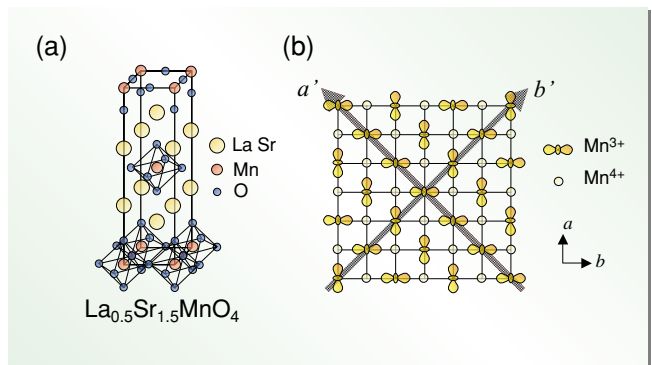 (a)
La Sr
Mn
O
La0.5Sr1.5MnO4
(b)
a’
b’
Mn3+
Mn4+
a
b